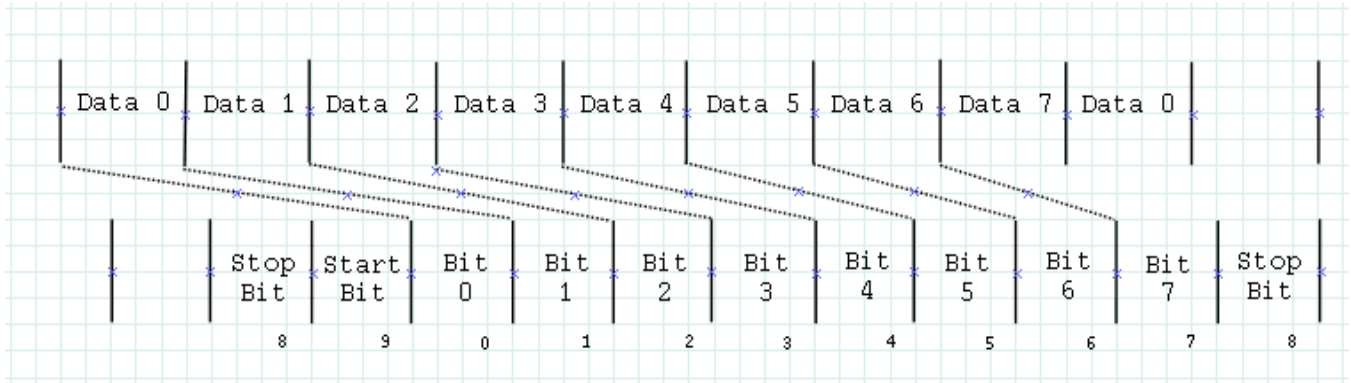 Data 0 Data 1 Data 2 Data 3 Data 4 Data 5 Data 6 Data 7 Data 0
Stop Start Bit Bit Bit Bit Bit Bit Bit Bit Stop
Bit Bit 0 1 2 3 4 5 6 7 Bit
8 9 0 1 2 3 4 5 6 7 8